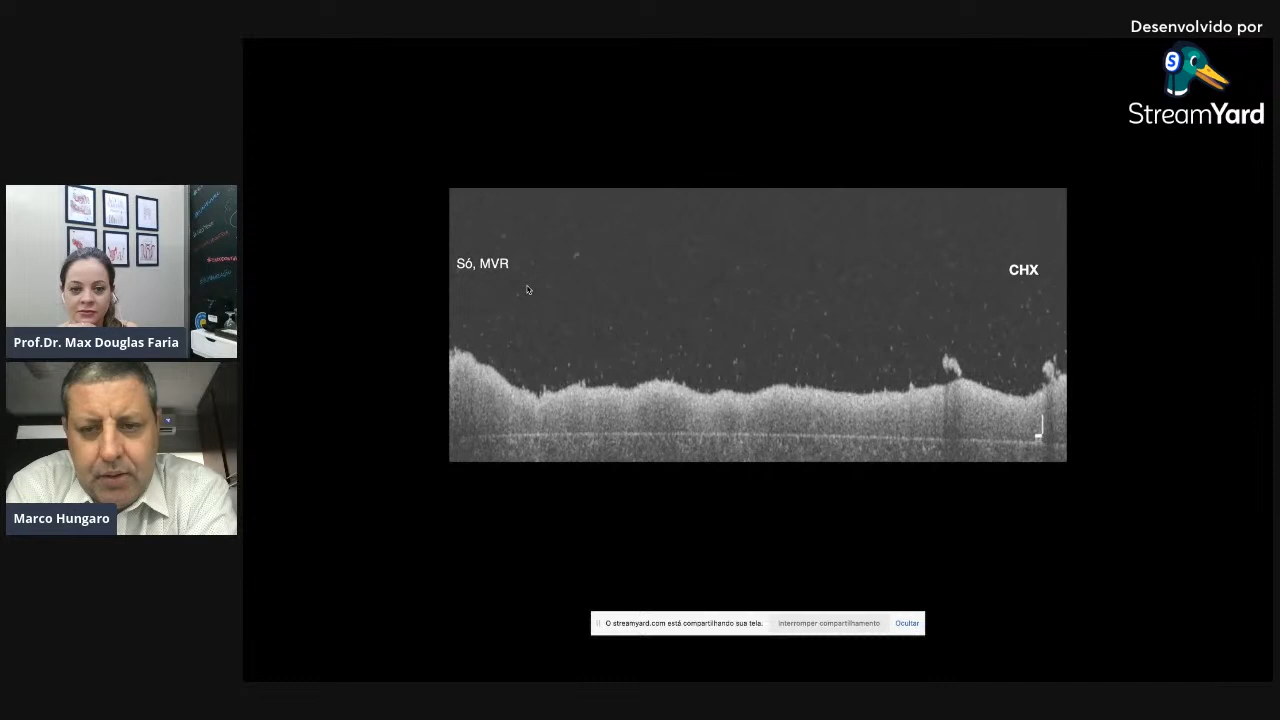 Desenvolvido por
StreamYard
Só, MVR
CHX
Prof.Dr. Max Douglas Faria
Marco Hungaro
O streamyard.com está compartilhando sua tela.
Interromper compartilhamento
Ocultar